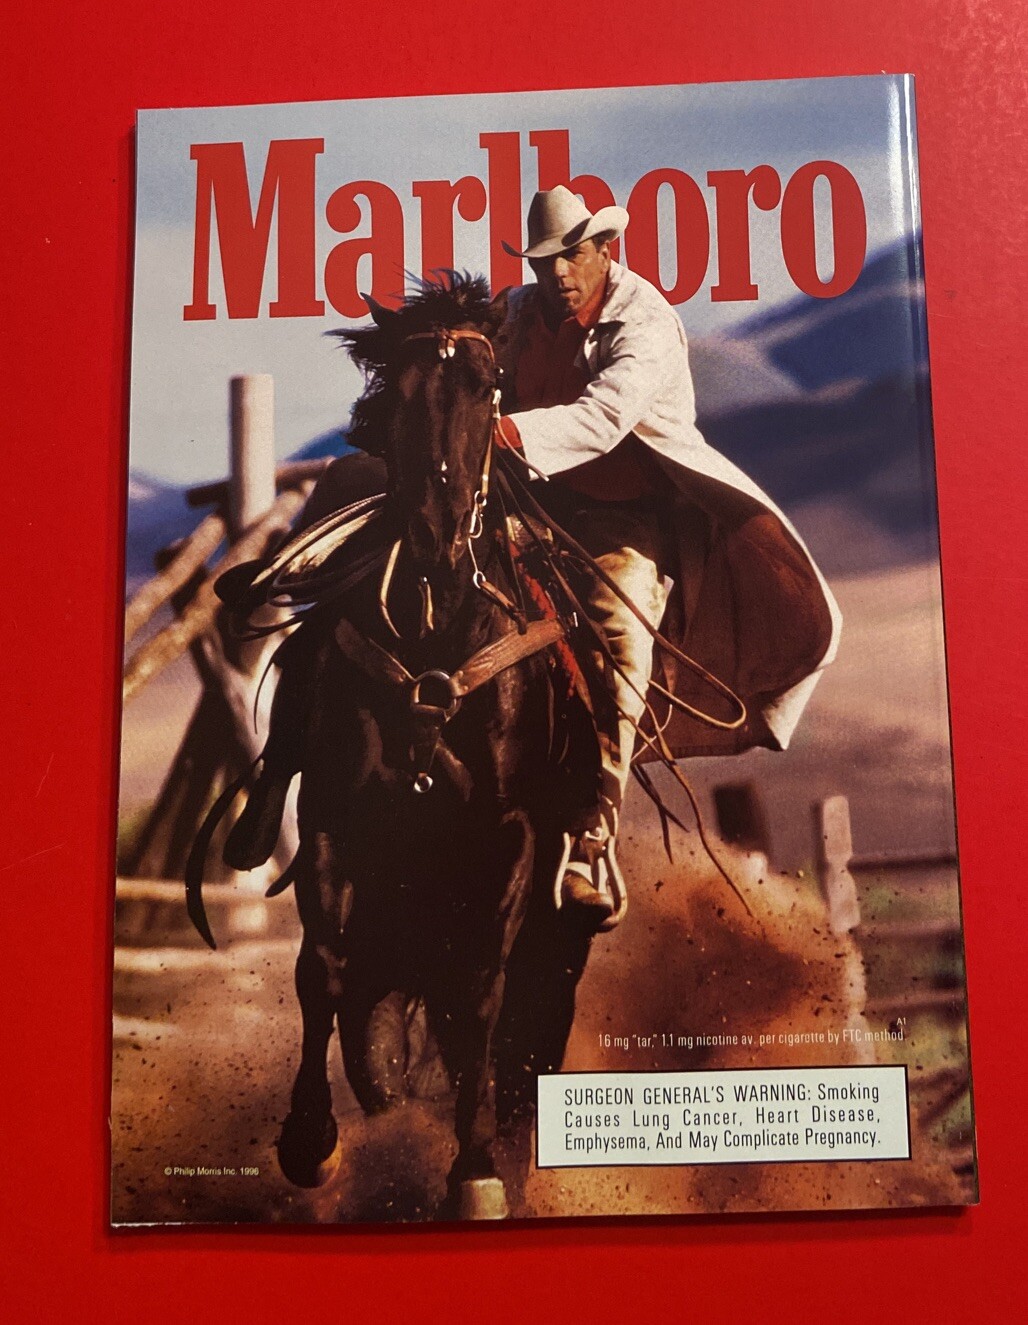 Marlboro
A1
16 mg "tar," 1.1 mg nicotine av. per cigarette by FTC method
SURGEON GENERAL'S WARNING: Smoking
Causes Lung Cancer, Heart Disease,
Emphysema, And May Complicate Pregnancy.
© Philip Morris Inc. 1996